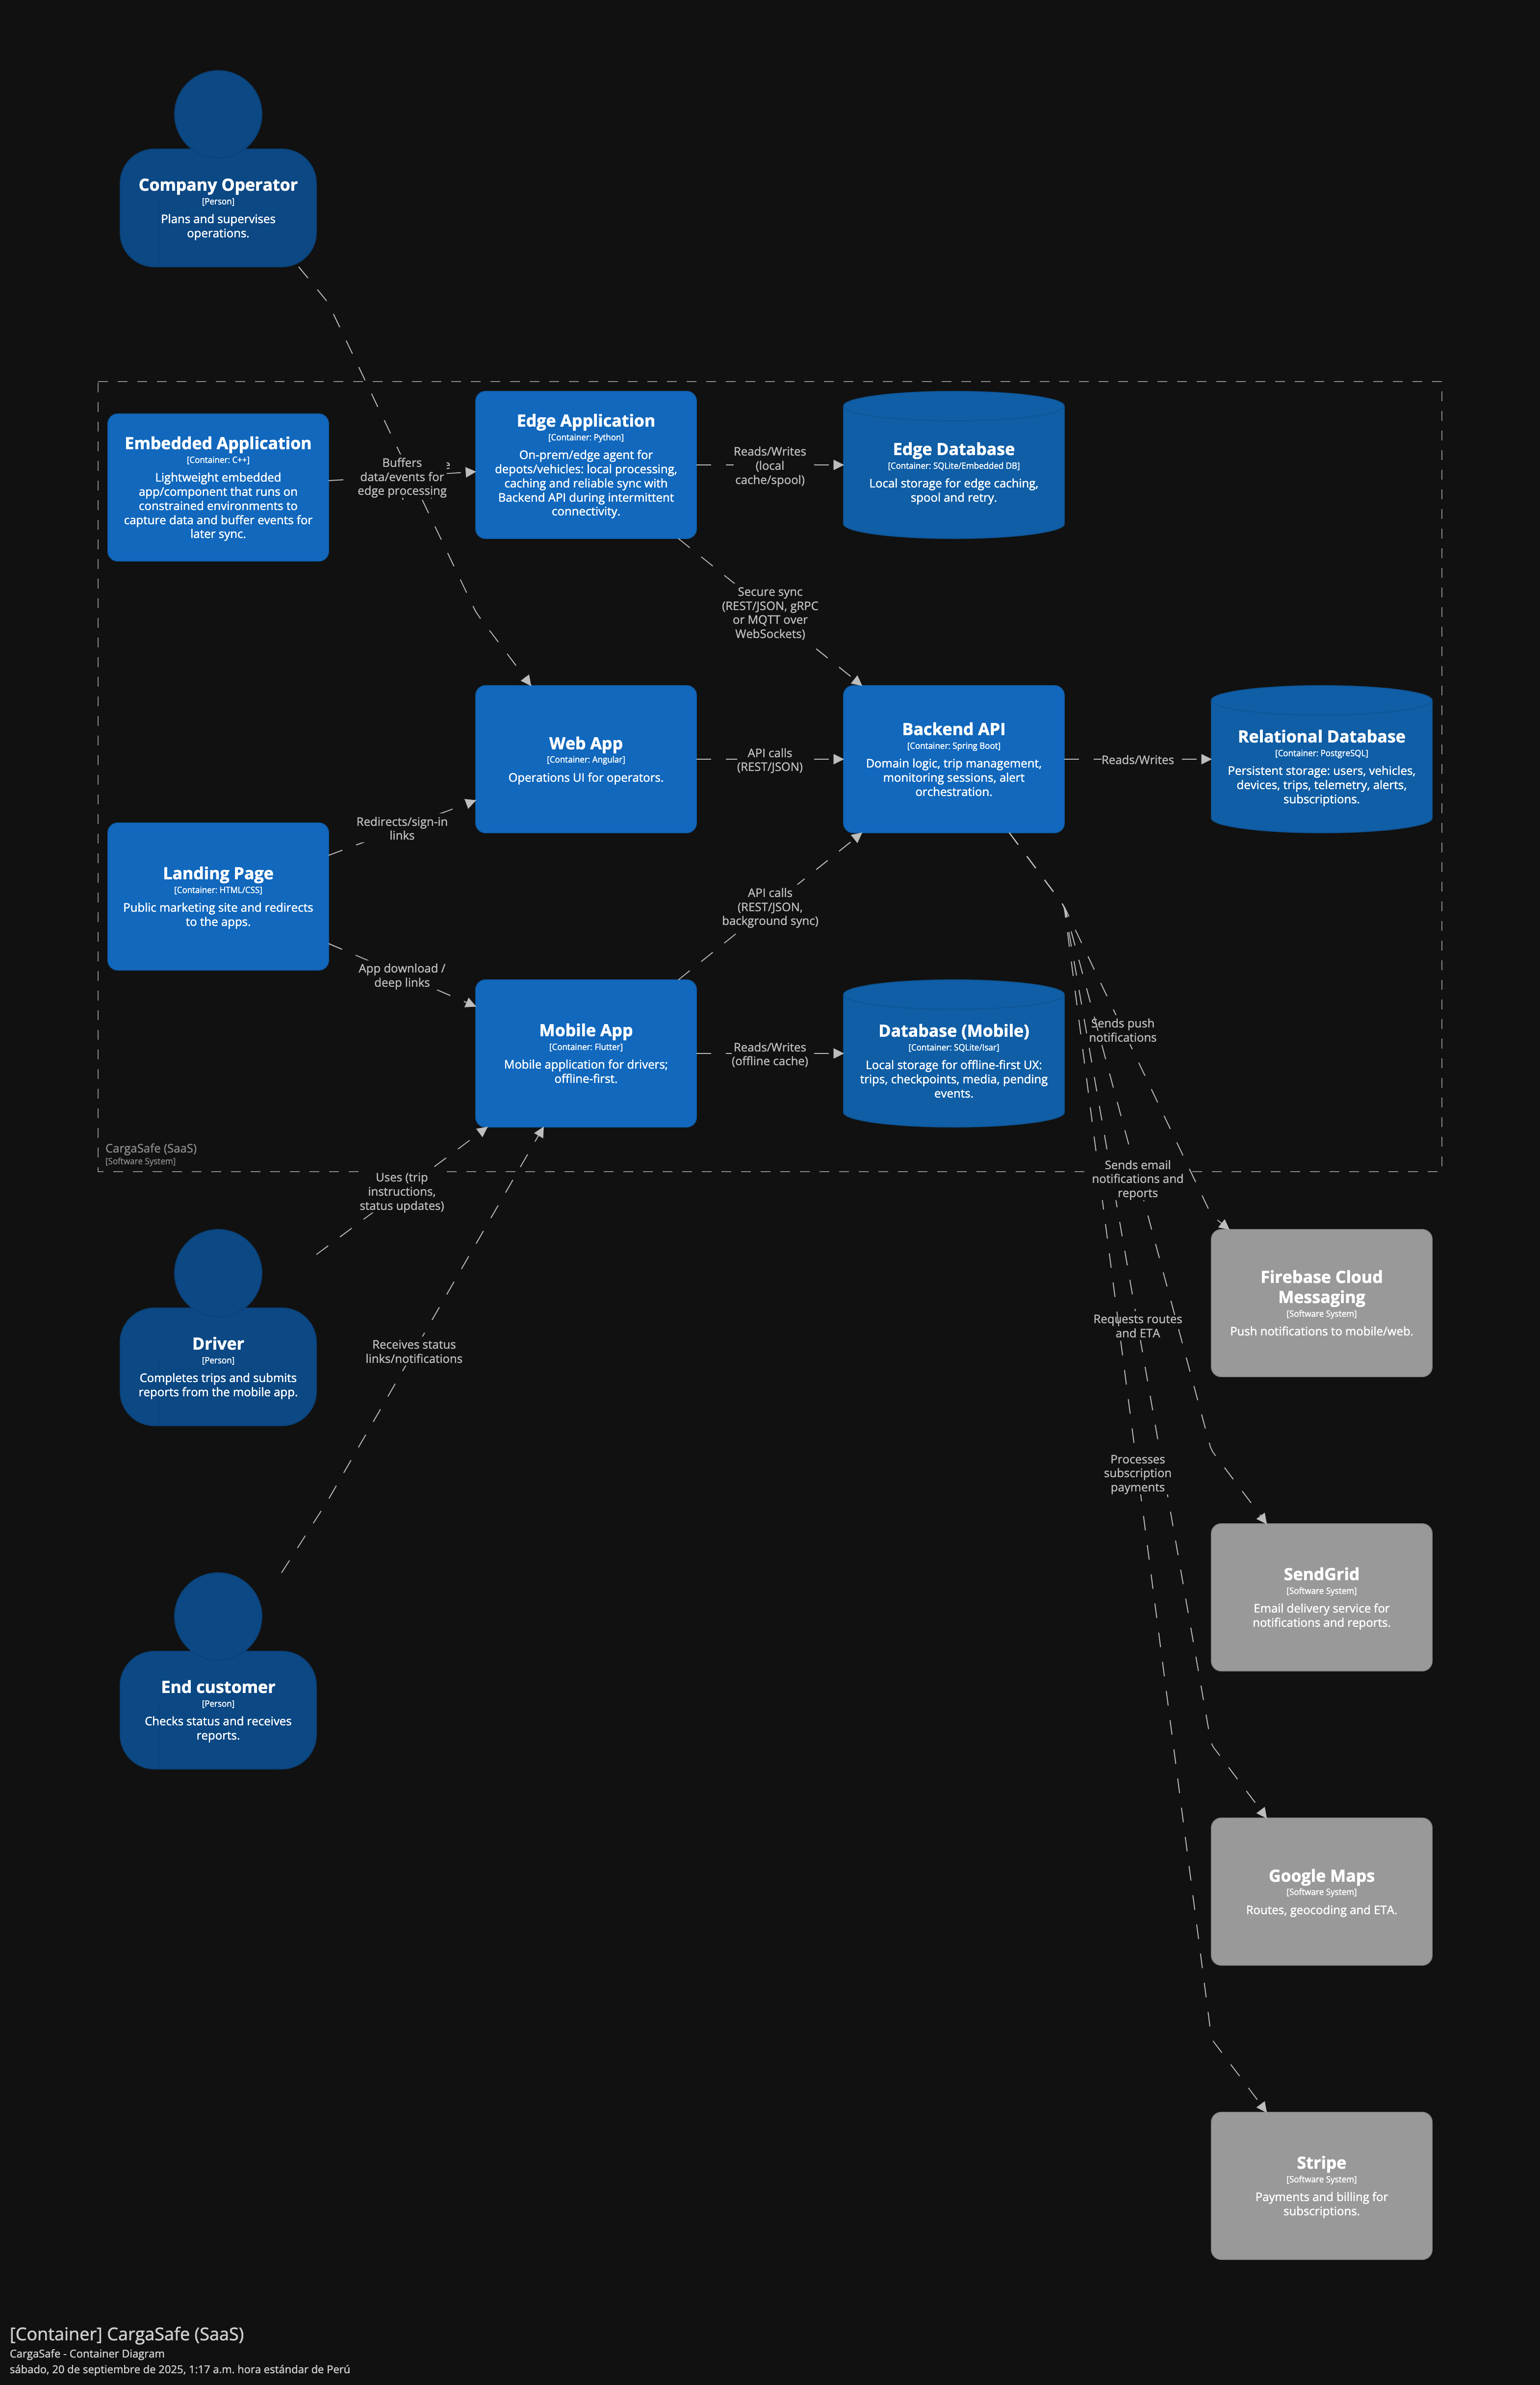 Company Operator
[Person]
Plans and supervises
operations.
Embedded Application
[Container: C++]
Lightweight embedded
app/component that runs on
constrained environments to
capture data and buffer events for
later sync.
Buffers
data/events for
edge processing
Edge Application
[Container: Python]
On-prem/edge agent for
depots/vehicles: local processing,
caching and reliable sync with
Backend API during intermittent
connectivity.
Reads/Writes
(local
cache/spool)
Edge Database
[Container: SQLite/Embedded DB]
Local storage for edge caching,
spool and retry.
Secure sync
(REST/JSON, gRPC
or MQTT over
WebSockets)
Web App
[Container: Angular]
Operations UI for operators.
API calls
(REST/JSON)
Backend API
[Container: Spring Boot]
Domain logic, trip management,
monitoring sessions, alert
orchestration.
Reads/Writes
Relational Database
[Container: PostgreSQL]
Persistent storage: users, vehicles,
devices, trips, telemetry, alerts,
subscriptions.
Redirects/sign-in
links
Landing Page
[Container: HTML/CSS]
Public marketing site and redirects
to the apps.
App download /
deep links
API calls
(REST/JSON,
background sync)
Mobile App
[Container: Flutter]
Mobile application for drivers;
offline-first.
Reads/Writes
(offline cache)
Database (Mobile)
[Container: SQLite/Isar]
Local storage for offline-first UX:
trips, checkpoints, media, pending
events.
Sends push
notifications
CargaSafe (SaaS)
[Software System]
Uses (trip
instructions,
status updates)
Sends email
notifications and
reports
Driver
[Person]
Completes trips and submits
reports from the mobile app.
Receives status
links/notifications
Requests routes
and ETA
Firebase Cloud
Messaging
[Software System]
Push notifications to mobile/web.
Processes
subscription
payments
SendGrid
[Software System]
Email delivery service for
notifications and reports.
End customer
[Person]
Checks status and receives
reports.
Google Maps
[Software System]
Routes, geocoding and ETA.
Stripe
[Software System]
Payments and billing for
subscriptions.
[Container] CargaSafe (SaaS)
CargaSafe - Container Diagram
sábado, 20 de septiembre de 2025, 1:17 a.m. hora estándar de Perú